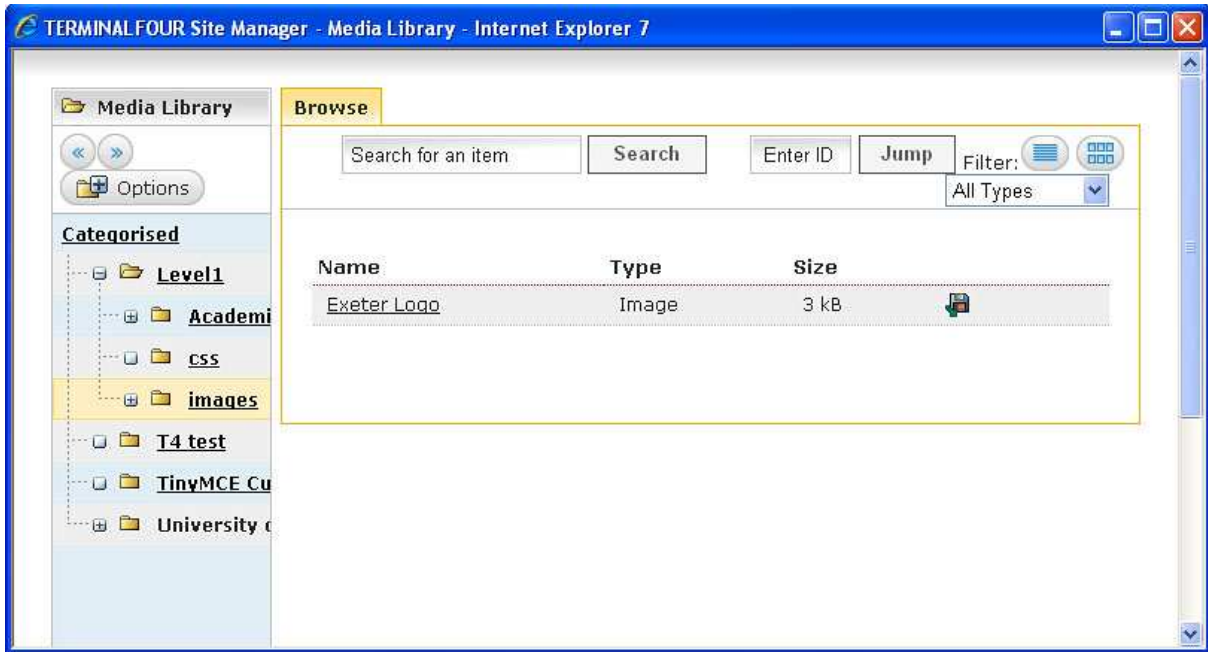 TERMINALFOUR Site Manager - Media Library - Internet Explorer 7
Media Library
Browse
Search for an item Search Enter ID Jump Filter:
Options
All Types
Categorised
Level1
Academi
css
images
T4 test
TinyMCE Cu
University
Name Type Size
Exeter Logo Image 3 kB